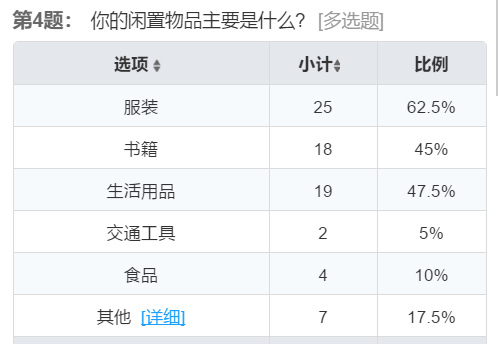 第4题： 你的闲置物品主要是什么？ [多选题]
选项 小计 比例
服装 25 62.5%
书籍 18 45%
生活用品 19 47.5%
交通工具 2 5%
食品 4 10%
其他 [详细] 7 17.5%